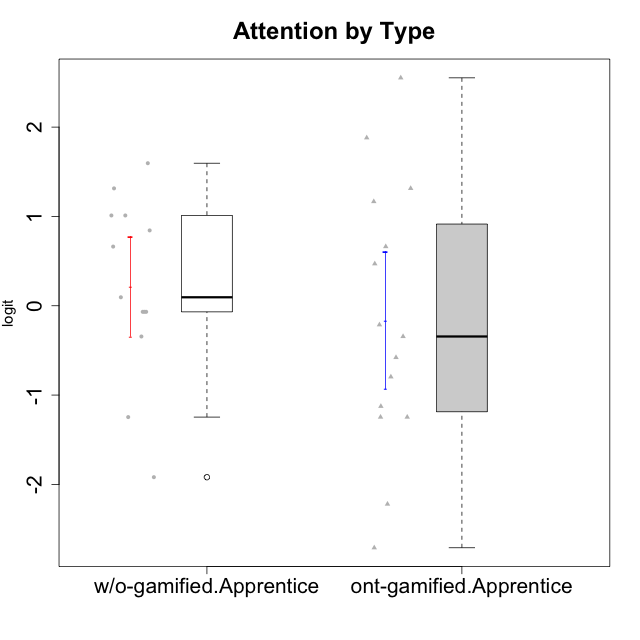 Attention by Type
logit
2
1
0
-1
-2
w/o-gamified.Apprentice
ont-gamified.Apprentice